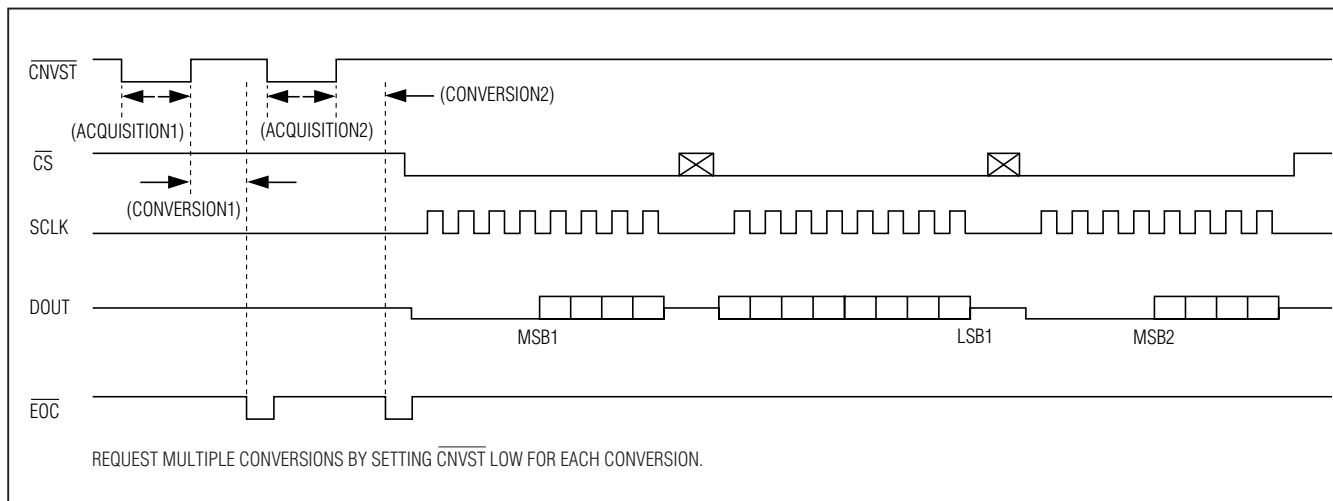 CNVST
(CONVERSION2)
(ACQUISITION1)
(ACQUISITION2)
CS
(CONVERSION1)
SCLK
DOUT
MSB1
LSB1
MSB2
EOC
REQUEST MULTIPLE CONVERSIONS BY SETTING CNVST LOW FOR EACH CONVERSION.